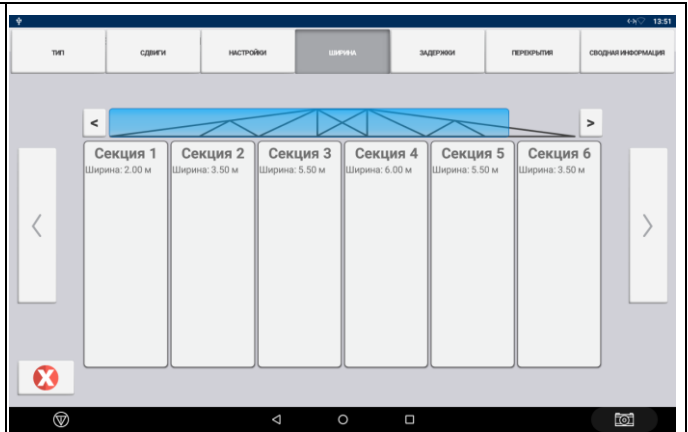 13:51
ТИП СДВИГИ НАСТРОЙКИ ШИРИНА ЗАДЕРЖКИ ПЕРЕКРЫТИЯ СВОДНАЯ ИНФОРМАЦИЯ
< >
Секция 1 Секция 2 Секция 3 Секция 4 Секция 5 Секция 6
Ширина: 2.00 м Ширина: 3.50 м Ширина: 5.50 м Ширина: 6.00 м Ширина: 5.50 м Ширина: 3.50 м